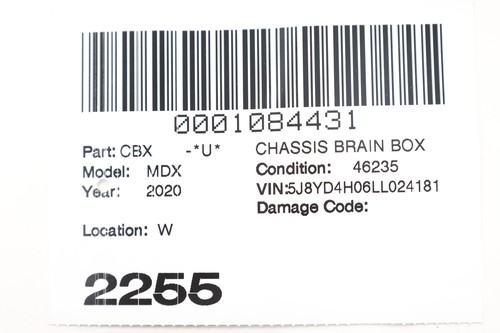 0001084431
Part: CBX -*U* CHASSIS BRAIN BOX
Model: MDX Condition: 46235
Year: 2020 VIN:5J8YD4H06LL024181
Damage Code:
Location: W
2255